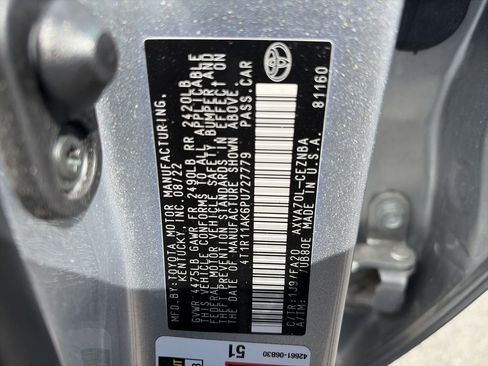 MFD.BY:TOYOTA MOTOR MANUFACTURING,
KENTUCKY, INC. 08/22
GVWR 4475LB GAWR FR 2490LB RR 2420LB
THIS VEHICLE CONFORMS TO ALL APPLICABLE
FEDERAL MOTOR VEHICLE SAFETY, BUMPER, AND
THEFT PREVENTION STANDARDS IN EFFECT ON
THE DATE OF MANUFACTURE SHOWN ABOVE.
4T1R11AK6PU727779 PASS.CAR
C/TR:1J9/FA20 AXVA70L-CEZNBA
A/TM: /UB80E MADE IN U.S.A. 81160
42661-06B30
51